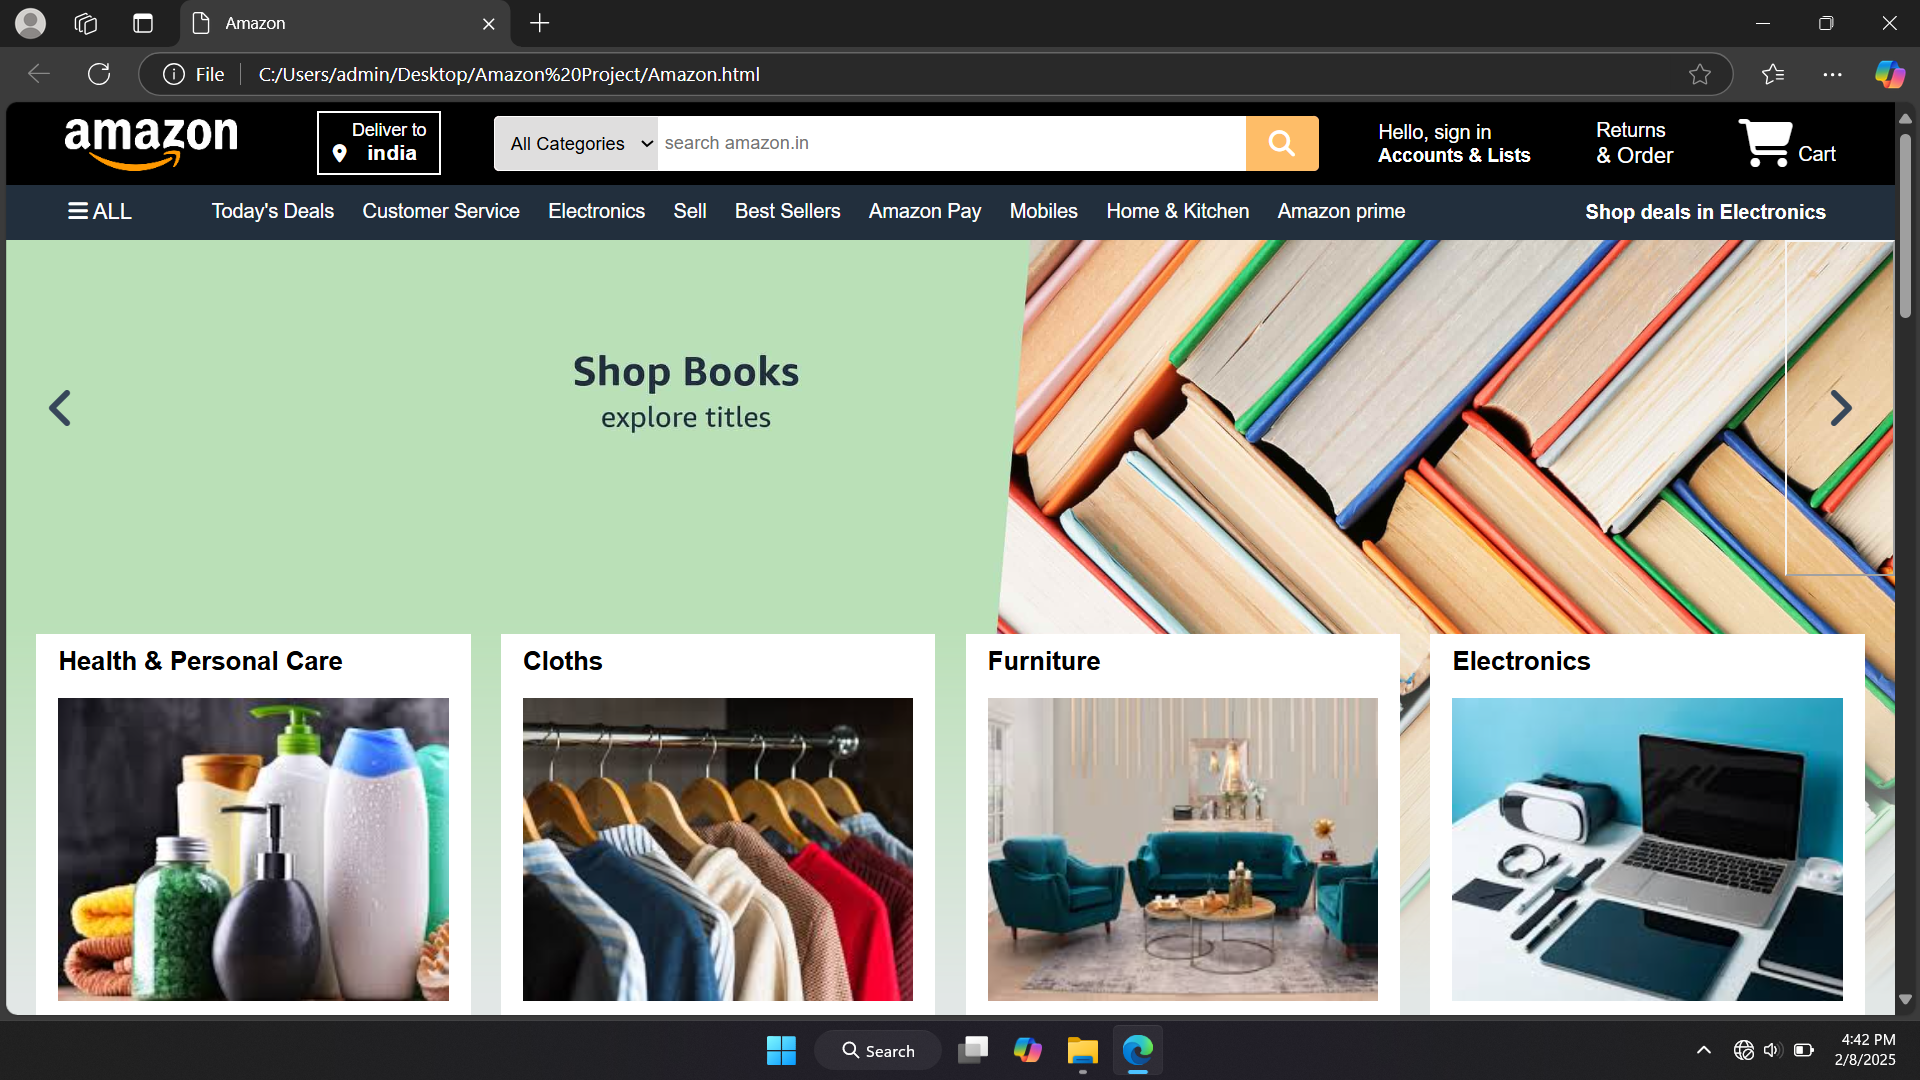 Amazon
File
C:/Users/admin/Desktop/Amazon%20Project/Amazon.html
amazon
Deliver to
india
All Categories
search amazon.in
Hello, sign in
Accounts & Lists
Returns
& Order
Cart
ALL
Today's Deals
Customer Service
Electronics
Sell
Best Sellers
Amazon Pay
Mobiles
Home & Kitchen
Amazon prime
Shop deals in Electronics
Shop Books
explore titles
Health & Personal Care
Cloths
Furniture
Electronics
Search
4:42 PM
2/8/2025